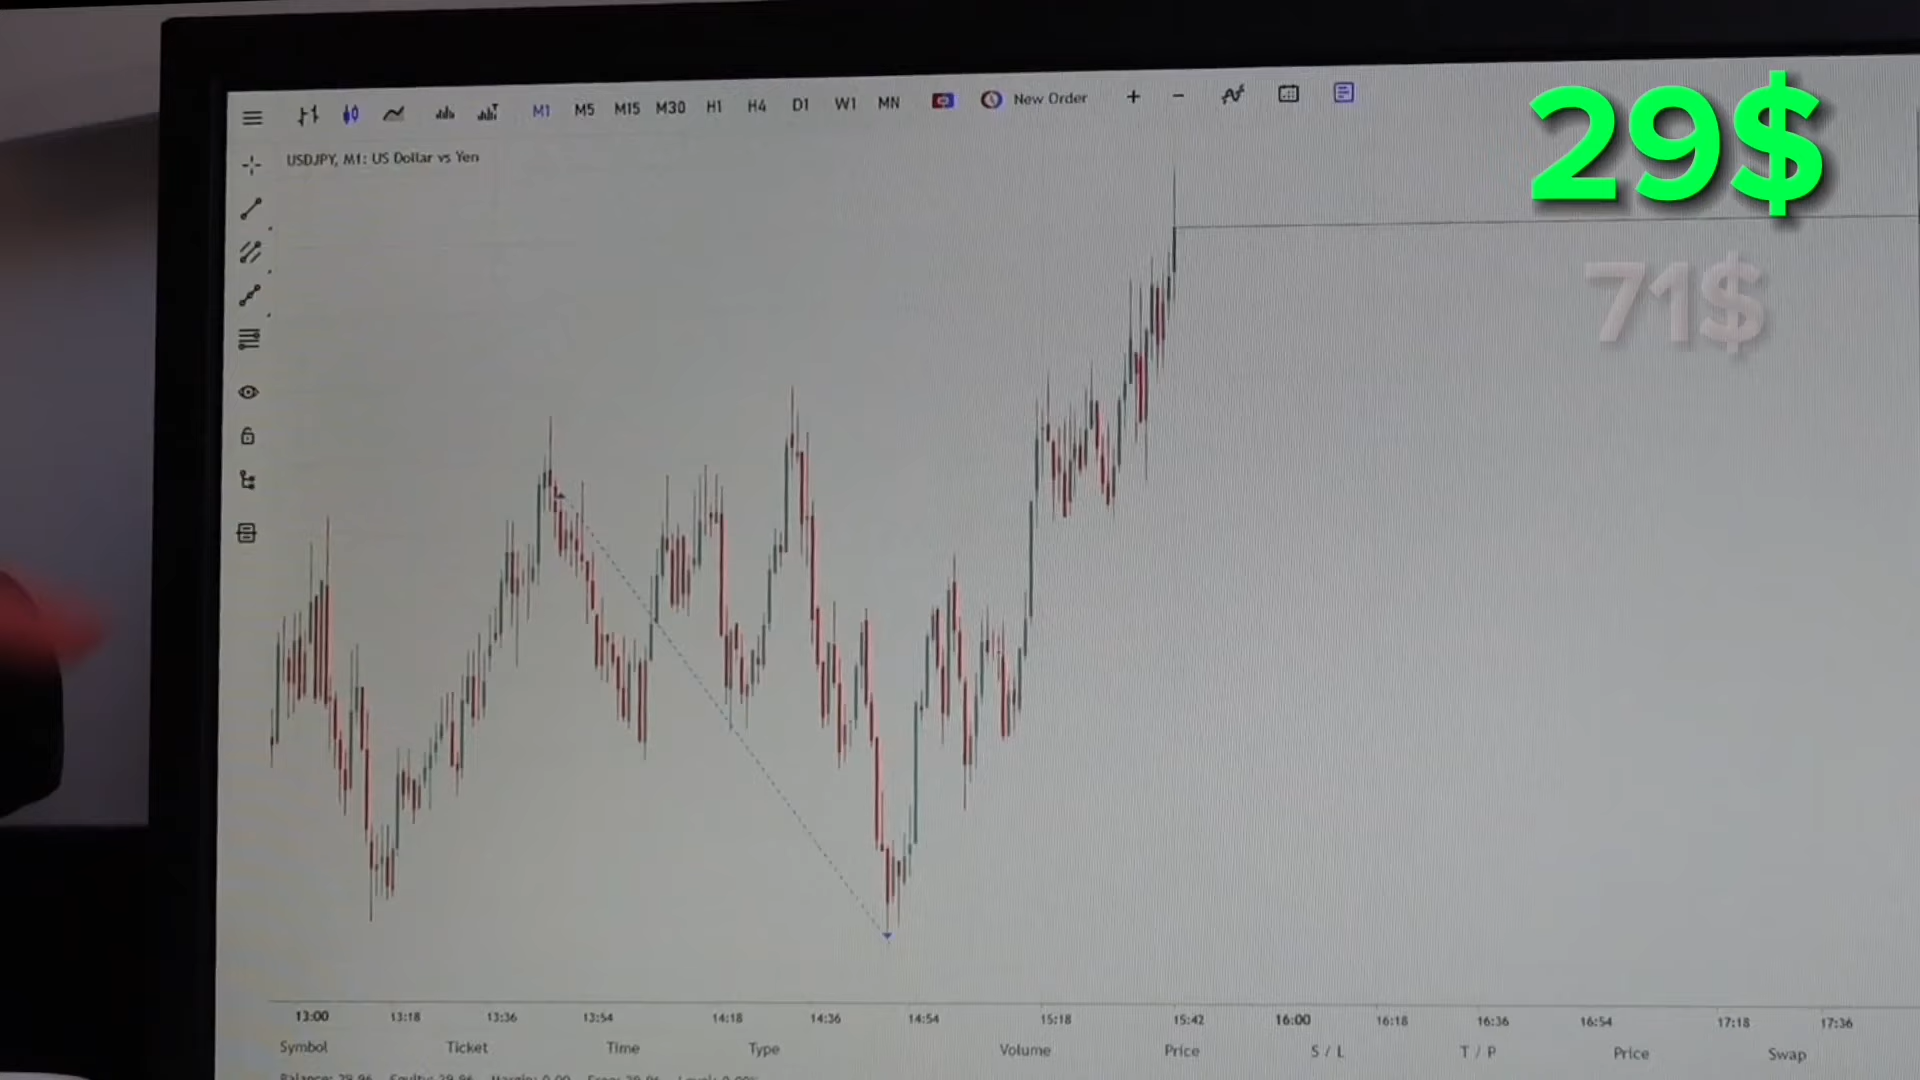 M1 M5 M15 M30 H1 H4 D1 W1 MN New Order
29$
USDJPY, M1: US Dollar vs Yen
71$
13:00 13:18 13:36 13:54 14:18 14:36 14:54 15:18 15:42 16:00 16:18 16:36 16:54 17:18 17:36
Symbol Ticket Time Type Volume Price S / L T / P Price Swap